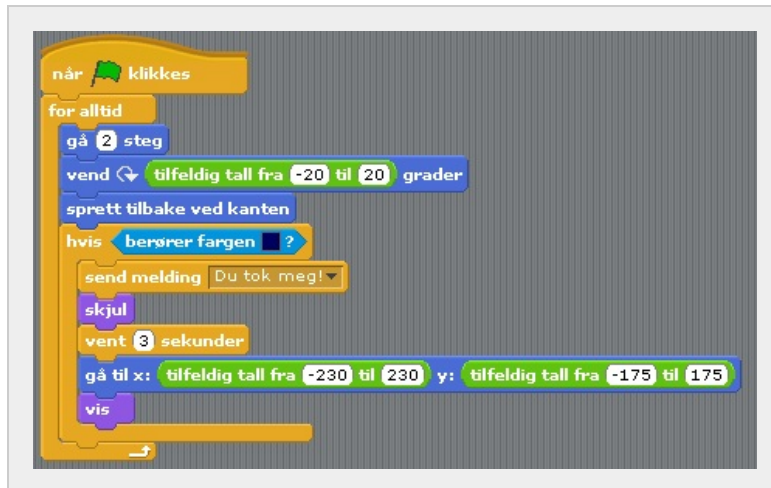 når klikkes
for alltid
gå 2 steg
vend tilfeldig tall fra -20 til 20 grader
sprett tilbake ved kanten
hvis berører fargen ?
send melding Du tok meg!
skjul
vent 3 sekunder
gå til x: tilfeldig tall fra -230 til 230 y: tilfeldig tall fra -175 til 175
vis